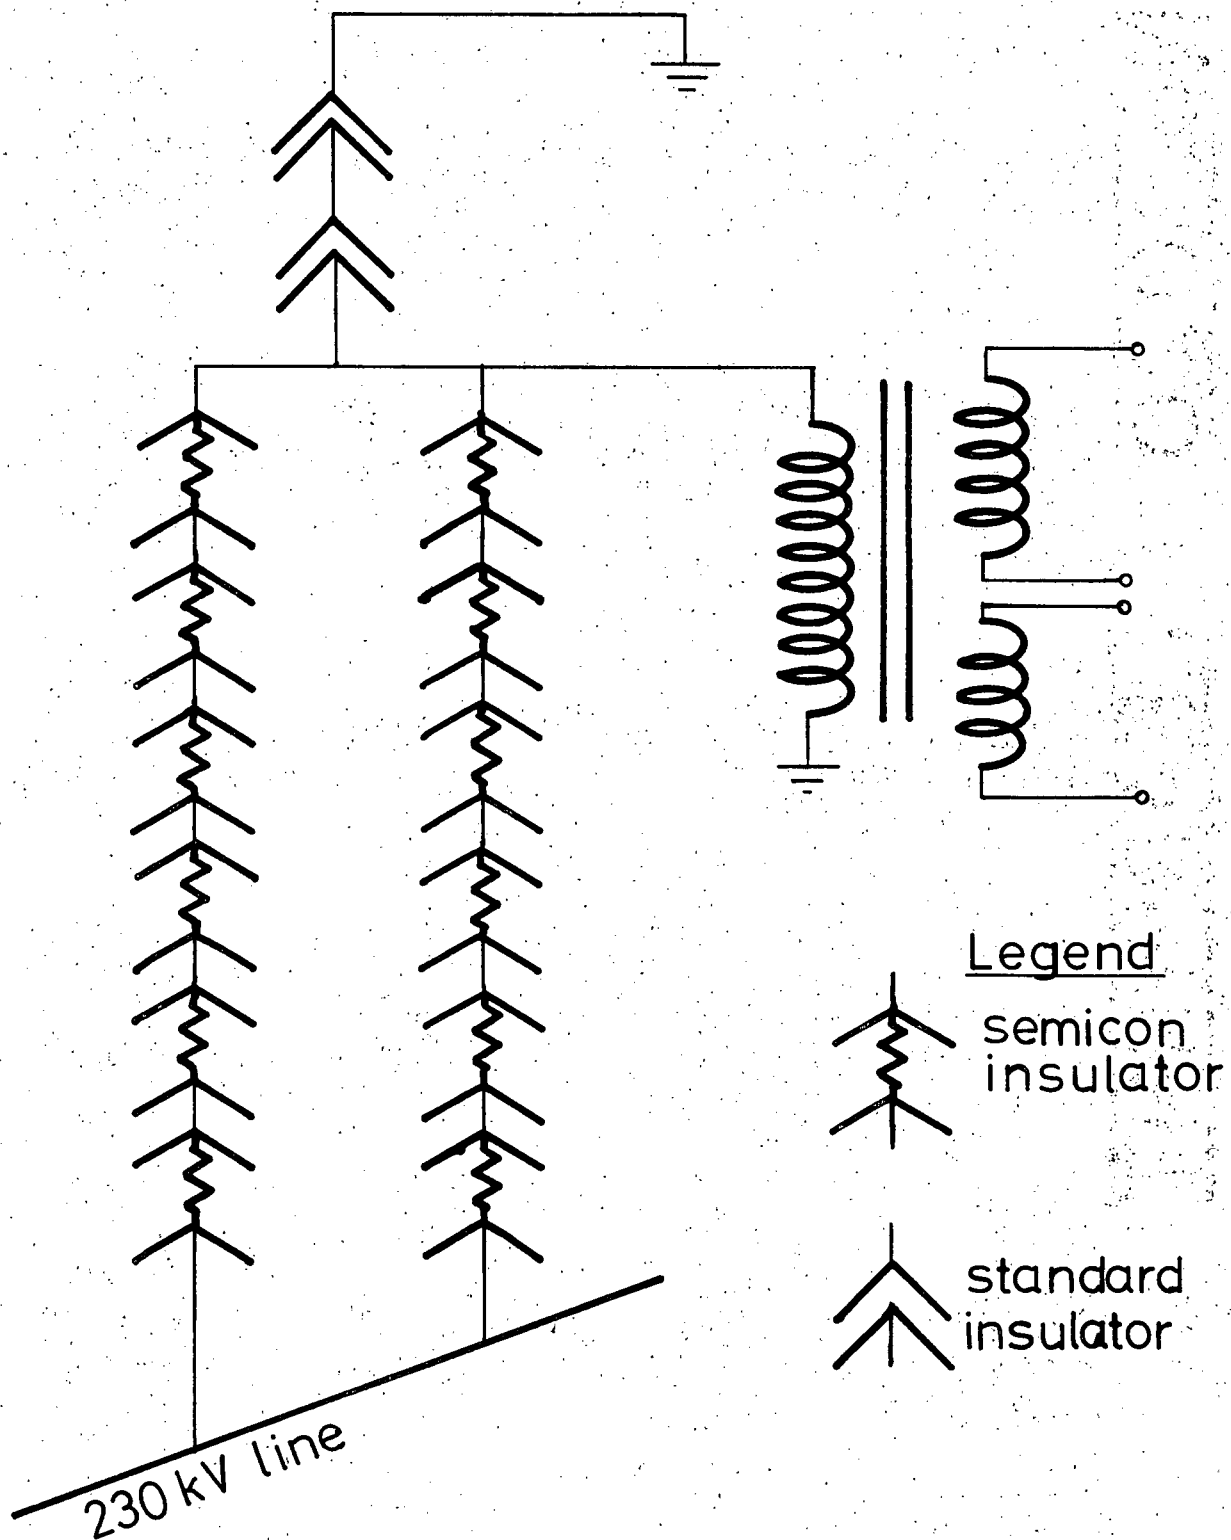 Legend
semicon
insulator
standard
insulator
230 kV line